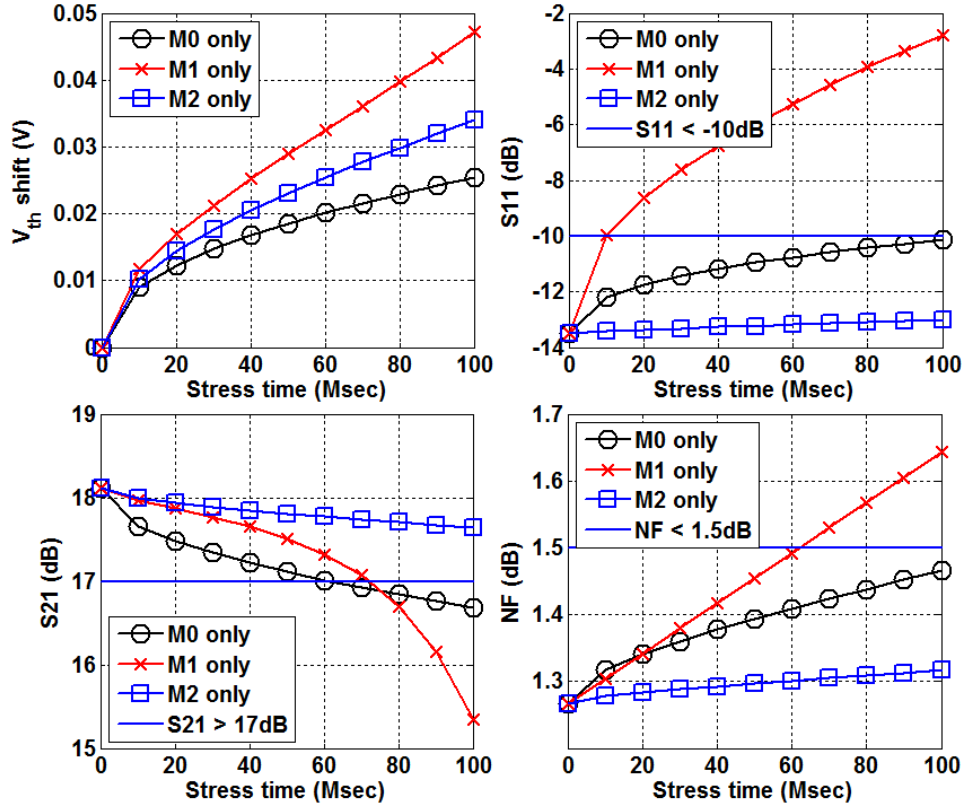 0.05
0.04
0.03
0.02
0.01
0
V_th shift (V)
M0 only
M1 only
M2 only
0 20 40 60 80 100
Stress time (Msec)
-2
-4
-6
-8
-10
-12
-14
S11 (dB)
M0 only
M1 only
M2 only
S11 < -10dB
0 20 40 60 80 100
Stress time (Msec)
19
18
17
16
15
S21 (dB)
M0 only
M1 only
M2 only
S21 > 17dB
0 20 40 60 80 100
Stress time (Msec)
1.7
1.6
1.5
1.4
1.3
NF (dB)
M0 only
M1 only
M2 only
NF < 1.5dB
0 20 40 60 80 100
Stress time (Msec)